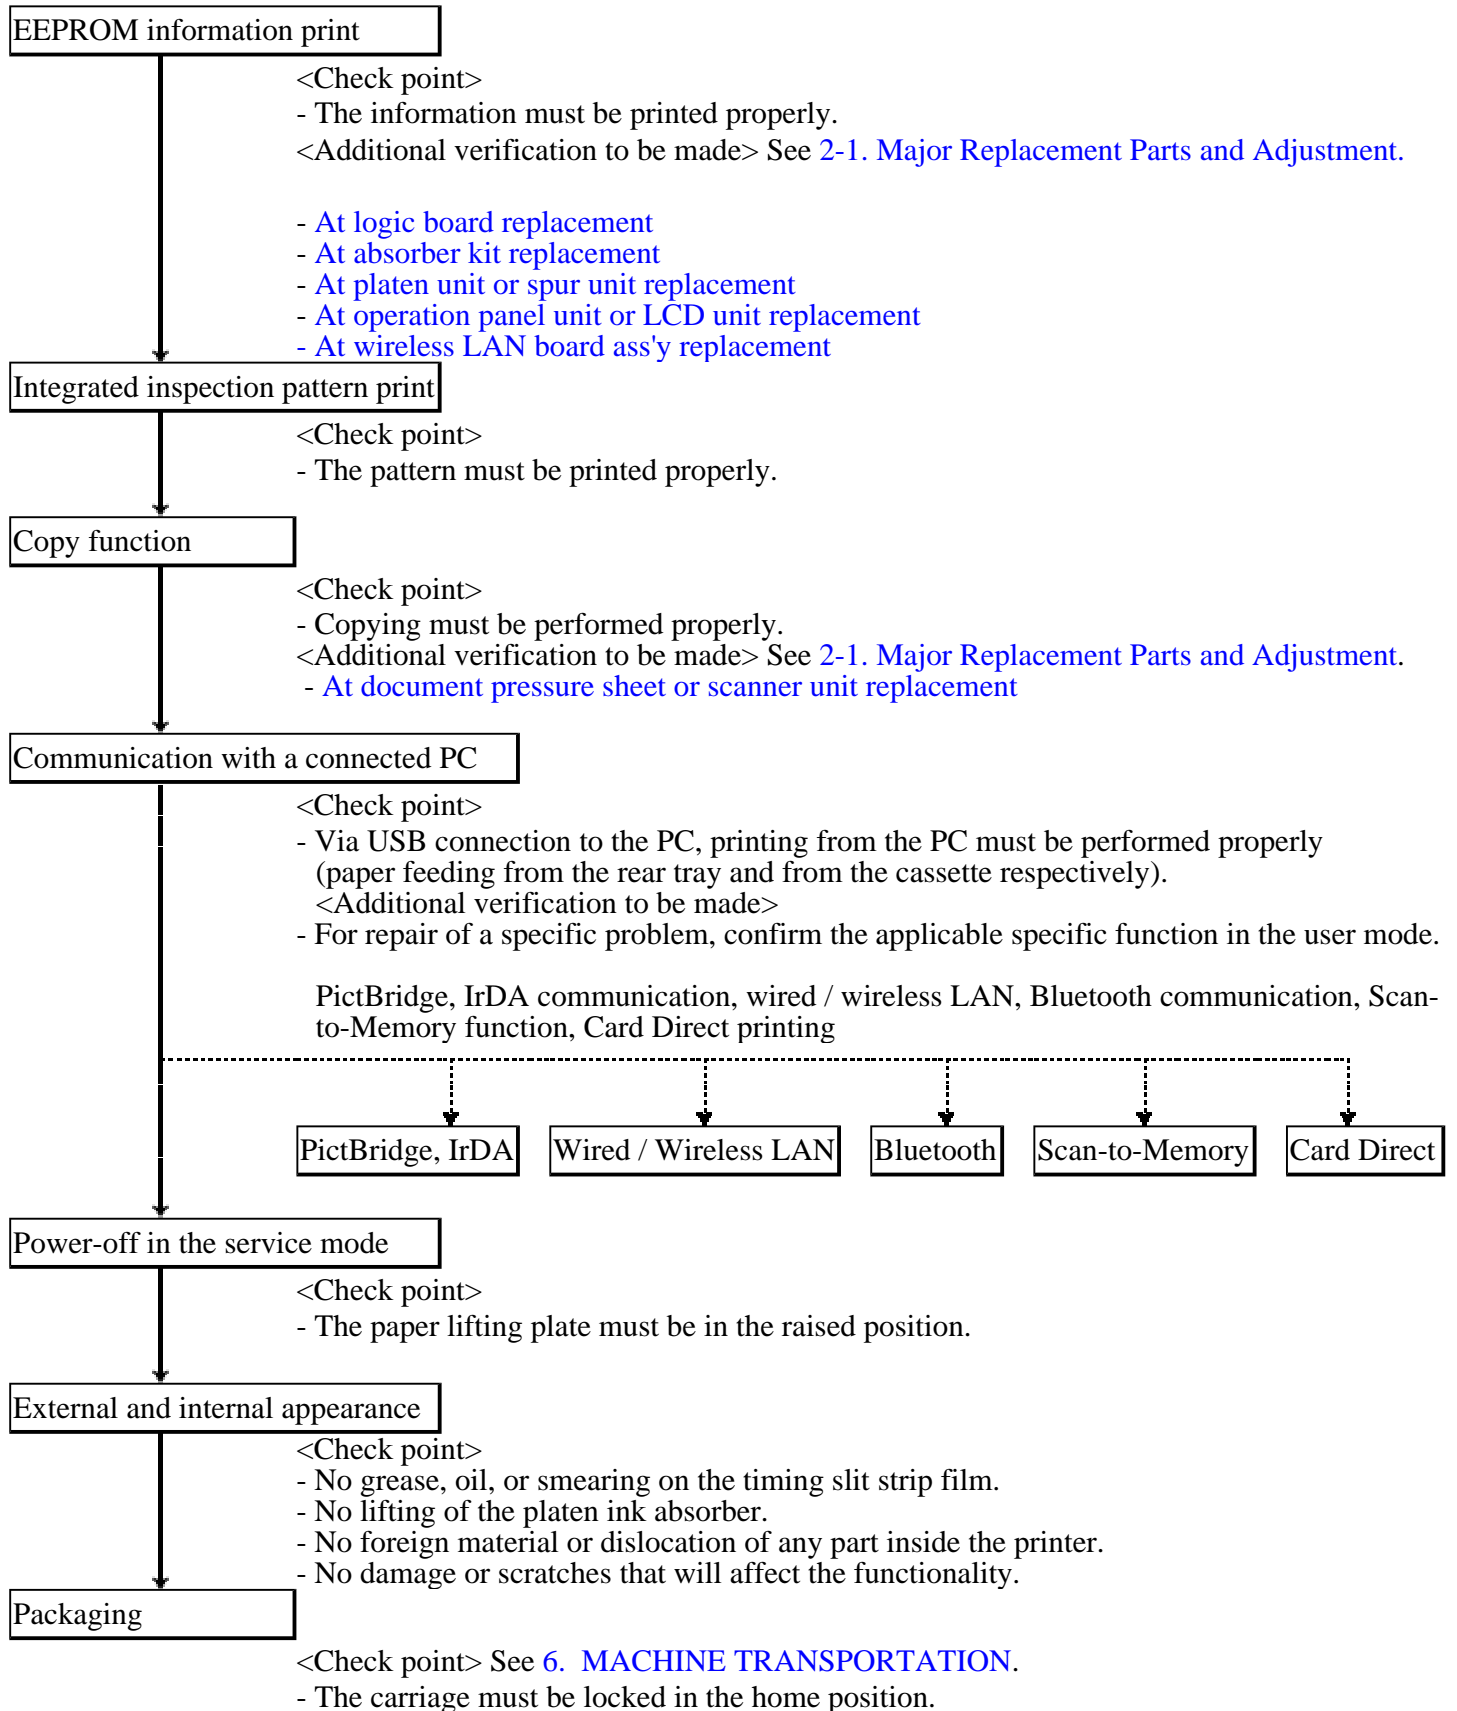 EEPROM information print
<Check point>
- The information must be printed properly.
<Additional verification to be made> See 2-1. Major Replacement Parts and Adjustment.
- At logic board replacement
- At absorber kit replacement
- At platen unit or spur unit replacement
- At operation panel unit or LCD unit replacement
- At wireless LAN board ass'y replacement
Integrated inspection pattern print
<Check point>
- The pattern must be printed properly.
Copy function
<Check point>
- Copying must be performed properly.
<Additional verification to be made> See 2-1. Major Replacement Parts and Adjustment.
- At document pressure sheet or scanner unit replacement
Communication with a connected PC
<Check point>
- Via USB connection to the PC, printing from the PC must be performed properly
(paper feeding from the rear tray and from the cassette respectively).
<Additional verification to be made>
- For repair of a specific problem, confirm the applicable specific function in the user mode.
PictBridge, IrDA communication, wired / wireless LAN, Bluetooth communication, Scan-
to-Memory function, Card Direct printing
PictBridge, IrDA
Wired / Wireless LAN
Bluetooth
Scan-to-Memory
Card Direct
Power-off in the service mode
<Check point>
- The paper lifting plate must be in the raised position.
External and internal appearance
<Check point>
- No grease, oil, or smearing on the timing slit strip film.
- No lifting of the platen ink absorber.
- No foreign material or dislocation of any part inside the printer.
- No damage or scratches that will affect the functionality.
Packaging
<Check point> See 6. MACHINE TRANSPORTATION.
- The carriage must be locked in the home position.